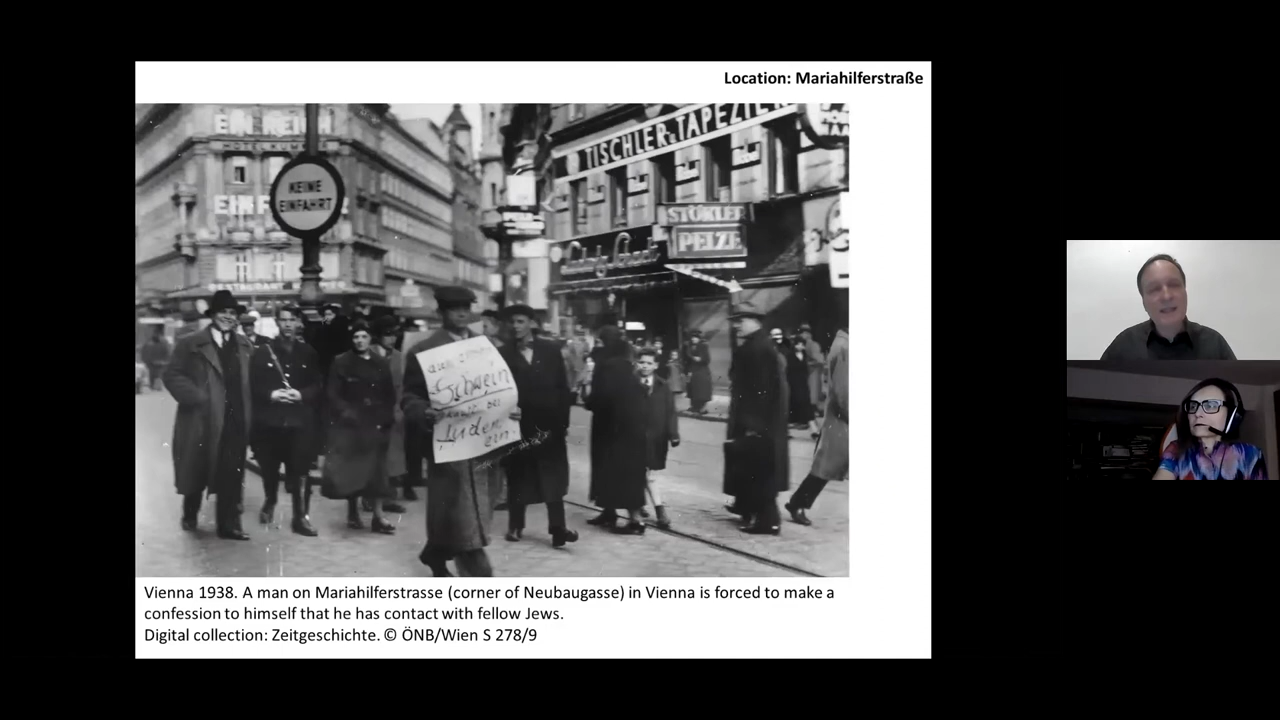 Location: Mariahilferstraße
EIN REICH
KEINE
EINFAHRT
TISCHLER u. TAPEZIE
STÖKLER
PELZE
Ludwig
Schwein
Juden
ein.
Vienna 1938. A man on Mariahilferstrasse (corner of Neubaugasse) in Vienna is forced to make a
confession to himself that he has contact with fellow Jews.
Digital collection: Zeitgeschichte. © ÖNB/Wien S 278/9